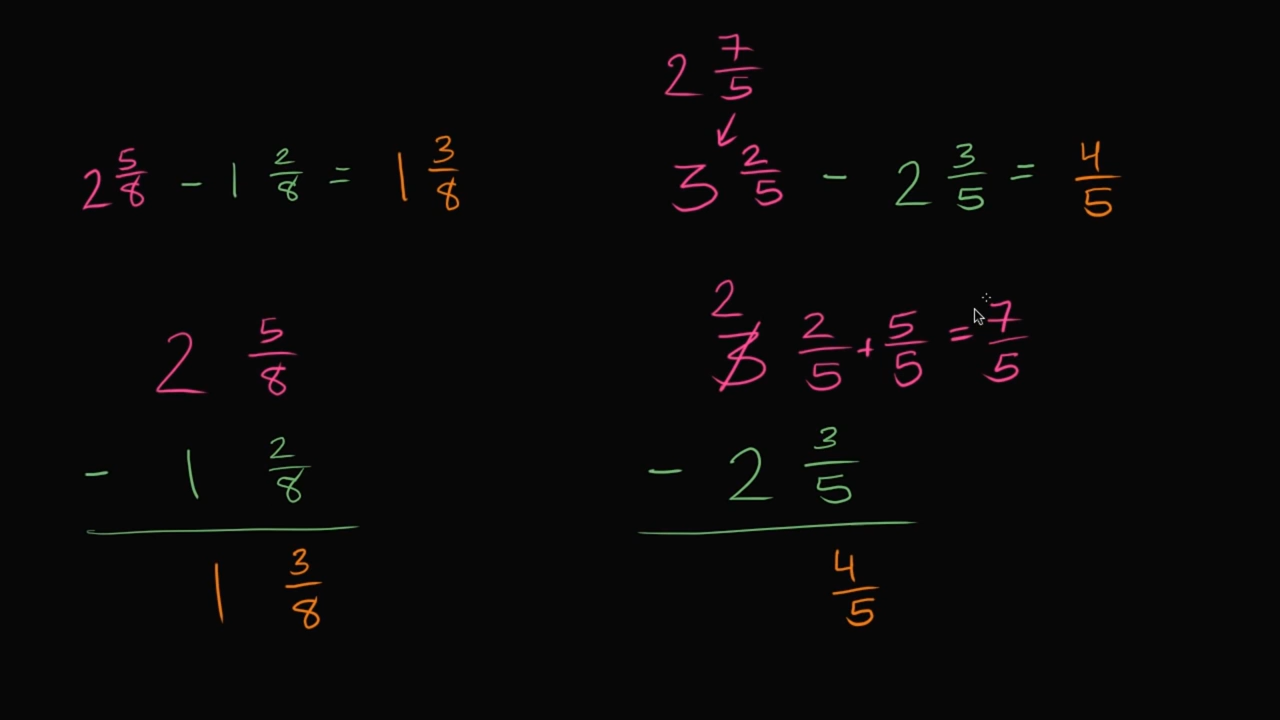 2 5/8 - 1 2/8 = 1 3/8
2 5/8
- 1 2/8
1 3/8
2 7/5
3 2/5 - 2 3/5 = 4/5
2
3 2/5 + 5/5 = 7/5
- 2 3/5
4/5